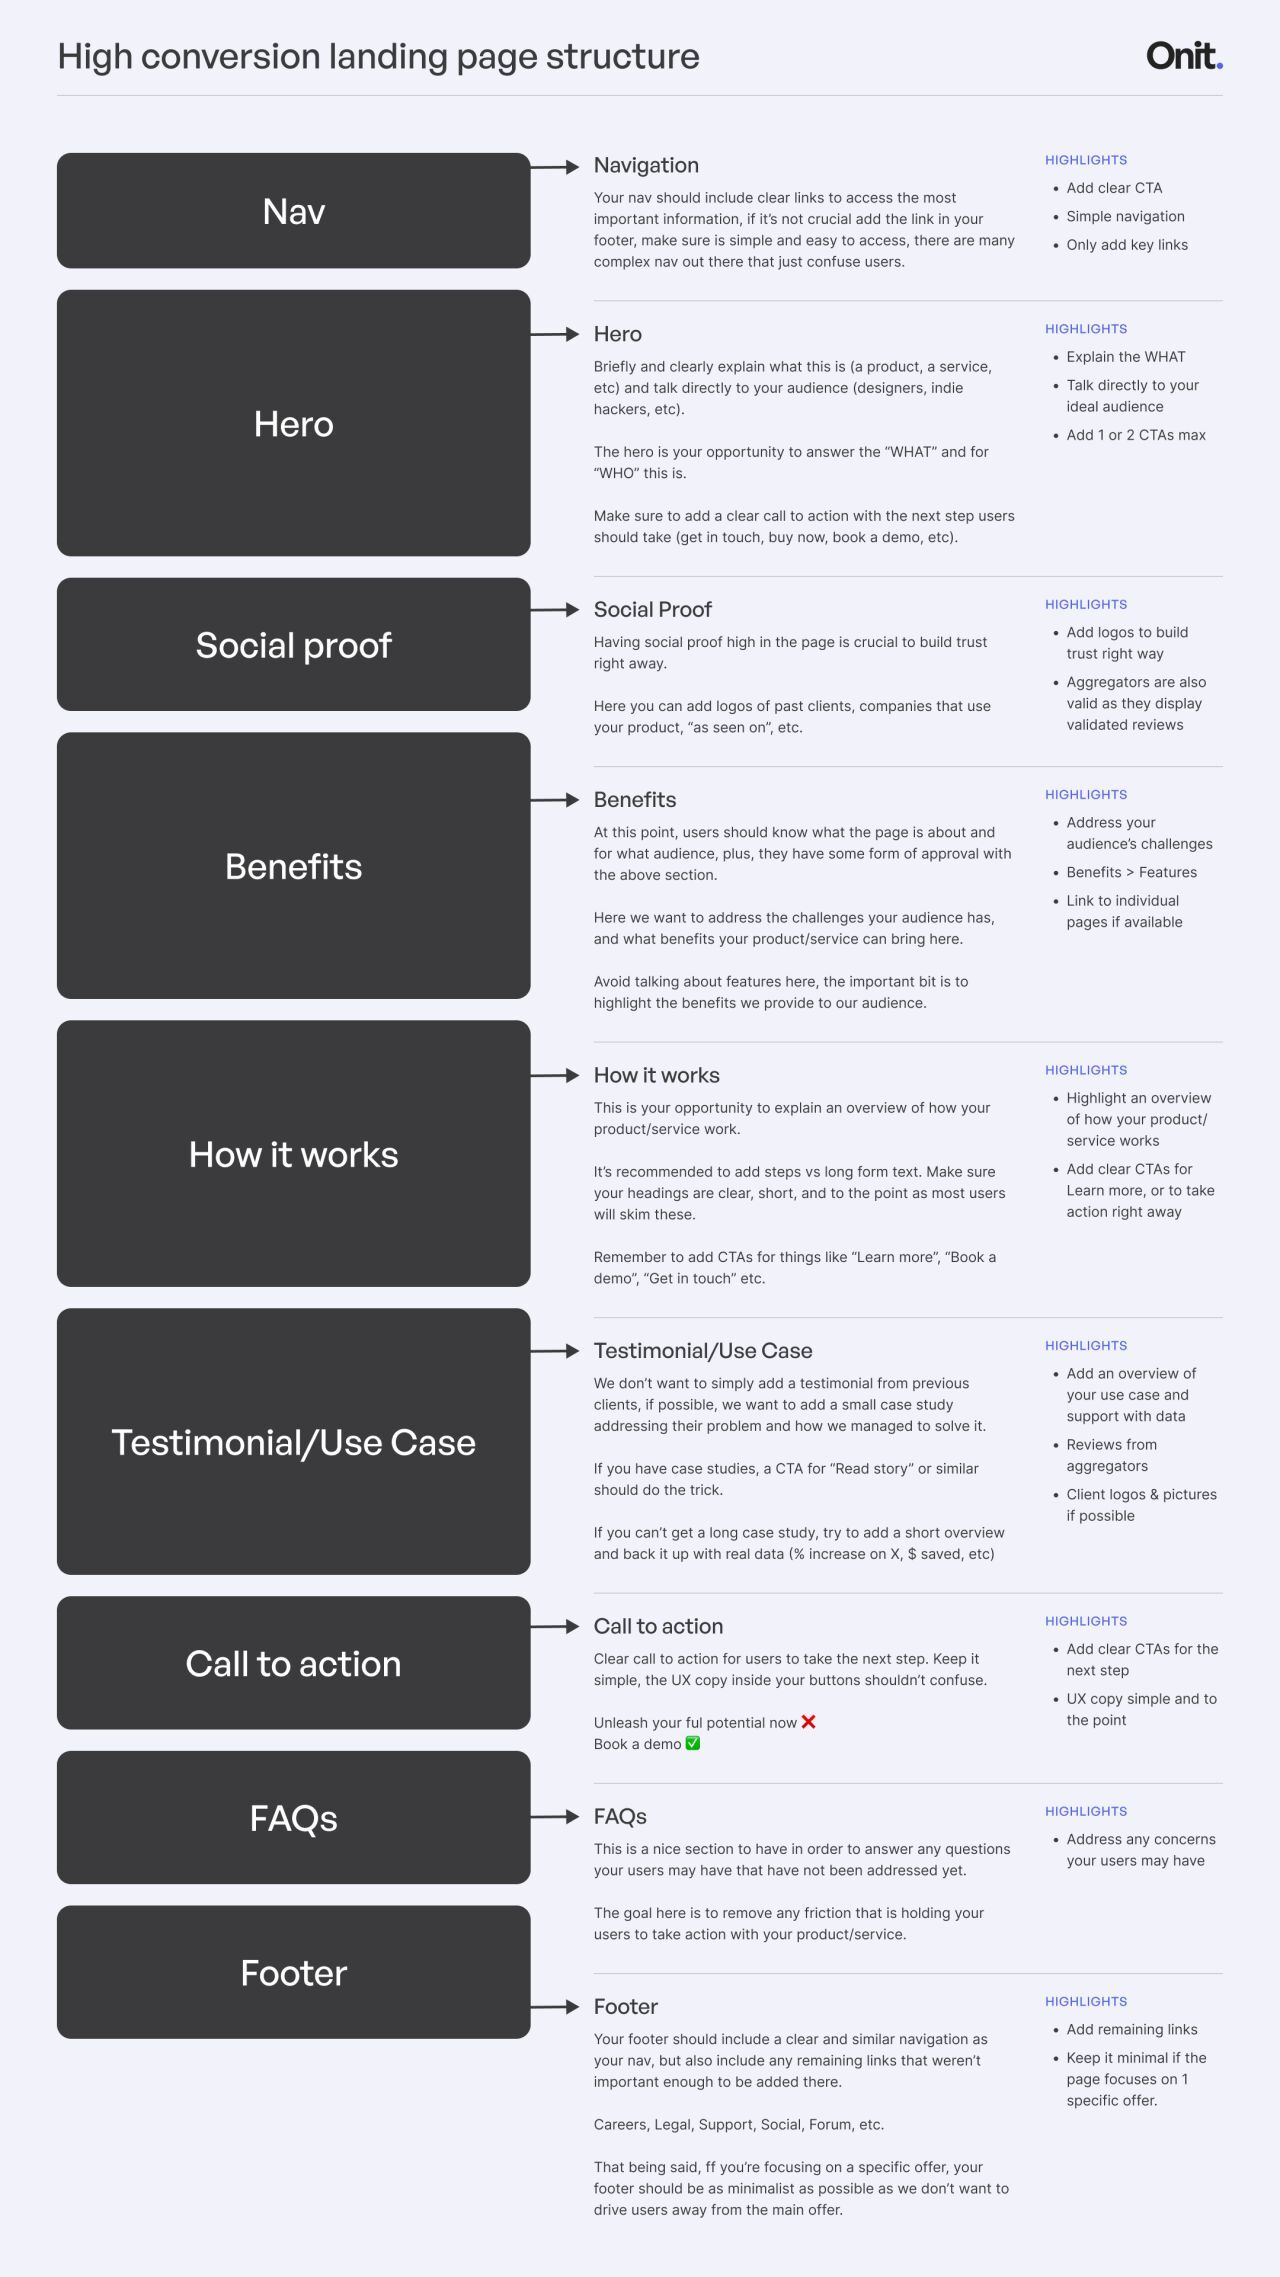 High conversion landing page structure
Onit.
Nav
Navigation
Your nav should include clear links to access the most
important information, if it’s not crucial add the link in your
footer, make sure is simple and easy to access, there are many
complex nav out there that just confuse users.
HIGHLIGHTS
• Add clear CTA
• Simple navigation
• Only add key links
Hero
Hero
Briefly and clearly explain what this is (a product, a service,
etc) and talk directly to your audience (designers, indie
hackers, etc).
The hero is your opportunity to answer the “WHAT” and for
“WHO” this is.
Make sure to add a clear call to action with the next step users
should take (get in touch, buy now, book a demo, etc).
HIGHLIGHTS
• Explain the WHAT
• Talk directly to your
ideal audience
• Add 1 or 2 CTAs max
Social proof
Social Proof
Having social proof high in the page is crucial to build trust
right away.
Here you can add logos of past clients, companies that use
your product, “as seen on”, etc.
HIGHLIGHTS
• Add logos to build
trust right way
• Aggregators are also
valid as they display
validated reviews
Benefits
Benefits
At this point, users should know what the page is about and
for what audience, plus, they have some form of approval with
the above section.
Here we want to address the challenges your audience has,
and what benefits your product/service can bring here.
Avoid talking about features here, the important bit is to
highlight the benefits we provide to our audience.
HIGHLIGHTS
• Address your
audience’s challenges
• Benefits > Features
• Link to individual
pages if available
How it works
How it works
This is your opportunity to explain an overview of how your
product/service work.
It’s recommended to add steps vs long form text. Make sure
your headings are clear, short, and to the point as most users
will skim these.
Remember to add CTAs for things like “Learn more”, “Book a
demo”, “Get in touch” etc.
HIGHLIGHTS
• Highlight an overview
of how your product/
service works
• Add clear CTAs for
Learn more, or to take
action right away
Testimonial/Use Case
Testimonial/Use Case
We don’t want to simply add a testimonial from previous
clients, if possible, we want to add a small case study
addressing their problem and how we managed to solve it.
If you have case studies, a CTA for “Read story” or similar
should do the trick.
If you can’t get a long case study, try to add a short overview
and back it up with real data (% increase on X, $ saved, etc)
HIGHLIGHTS
• Add an overview of
your use case and
support with data
• Reviews from
aggregators
• Client logos & pictures
if possible
Call to action
Call to action
Clear call to action for users to take the next step. Keep it
simple, the UX copy inside your buttons shouldn’t confuse.
Unleash your ful potential now ❌
Book a demo ✅
HIGHLIGHTS
• Add clear CTAs for the
next step
• UX copy simple and to
the point
FAQs
FAQs
This is a nice section to have in order to answer any questions
your users may have that have not been addressed yet.
The goal here is to remove any friction that is holding your
users to take action with your product/service.
HIGHLIGHTS
• Address any concerns
your users may have
Footer
Footer
Your footer should include a clear and similar navigation as
your nav, but also include any remaining links that weren’t
important enough to be added there.
Careers, Legal, Support, Social, Forum, etc.
That being said, ff you’re focusing on a specific offer, your
footer should be as minimalist as possible as we don’t want to
drive users away from the main offer.
HIGHLIGHTS
• Add remaining links
• Keep it minimal if the
page focuses on 1
specific offer.